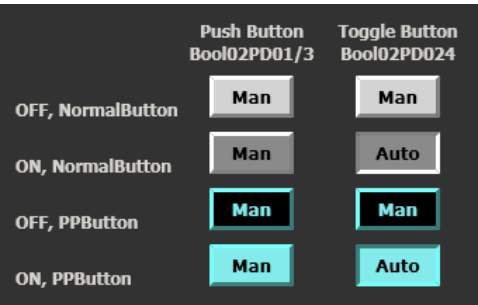 Push Button Toggle Button
Bool02PD01/3 Bool02PD024
OFF, NormalButton Man Man
ON, NormalButton Man Auto
OFF, PPButton Man Man
ON, PPButton Man Auto